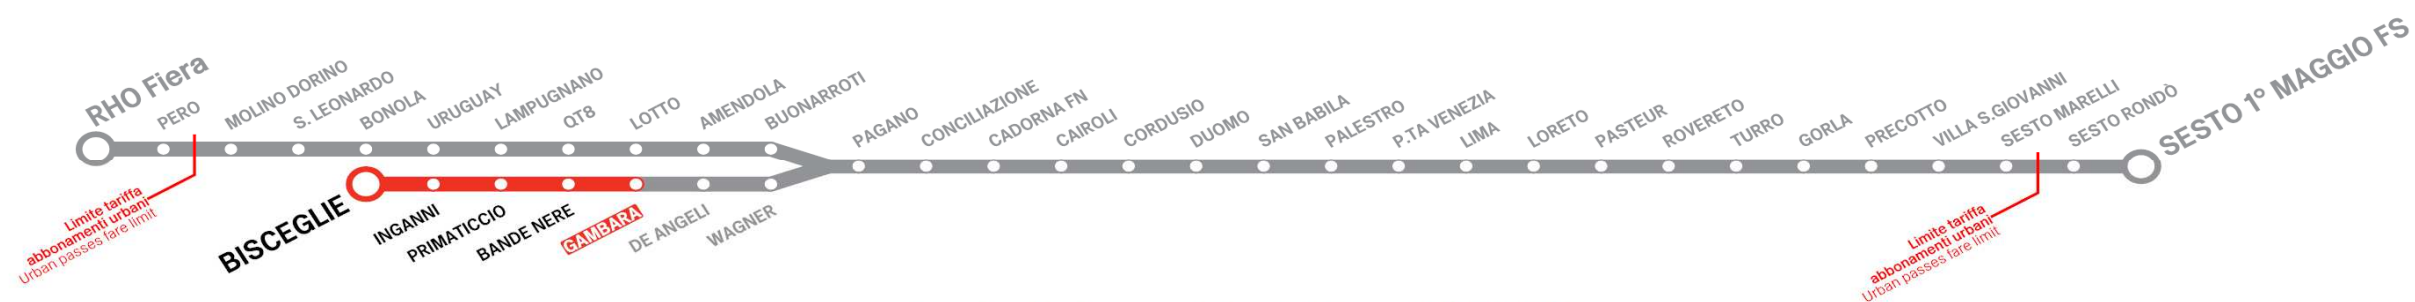 RHO Fiera
PERO
MOLINO DORINO
S. LEONARDO
BONOLA
URUGUAY
LAMPUGNANO
QT8
LOTTO
AMENDOLA
BUONARROTI
PAGANO
CONCILIAZIONE
CADORNA FN
CAIROLI
CORDUSIO
DUOMO
SAN BABILA
PALESTRO
P.TA VENEZIA
LIMA
LORETO
PASTEUR
ROVERETO
TURRO
GORLA
PRECOTTO
VILLA S.GIOVANNI
SESTO MARELLI
SESTO RONDÒ
SESTO 1° MAGGIO FS
Limite tariffa
abbonamenti urbani
Urban passes fare limit
BISCEGLIE
INGANNI
PRIMATICCIO
BANDE NERE
GAMBARA
DE ANGELI
WAGNER
Limite tariffa
abbonamenti urbani
Urban passes fare limit